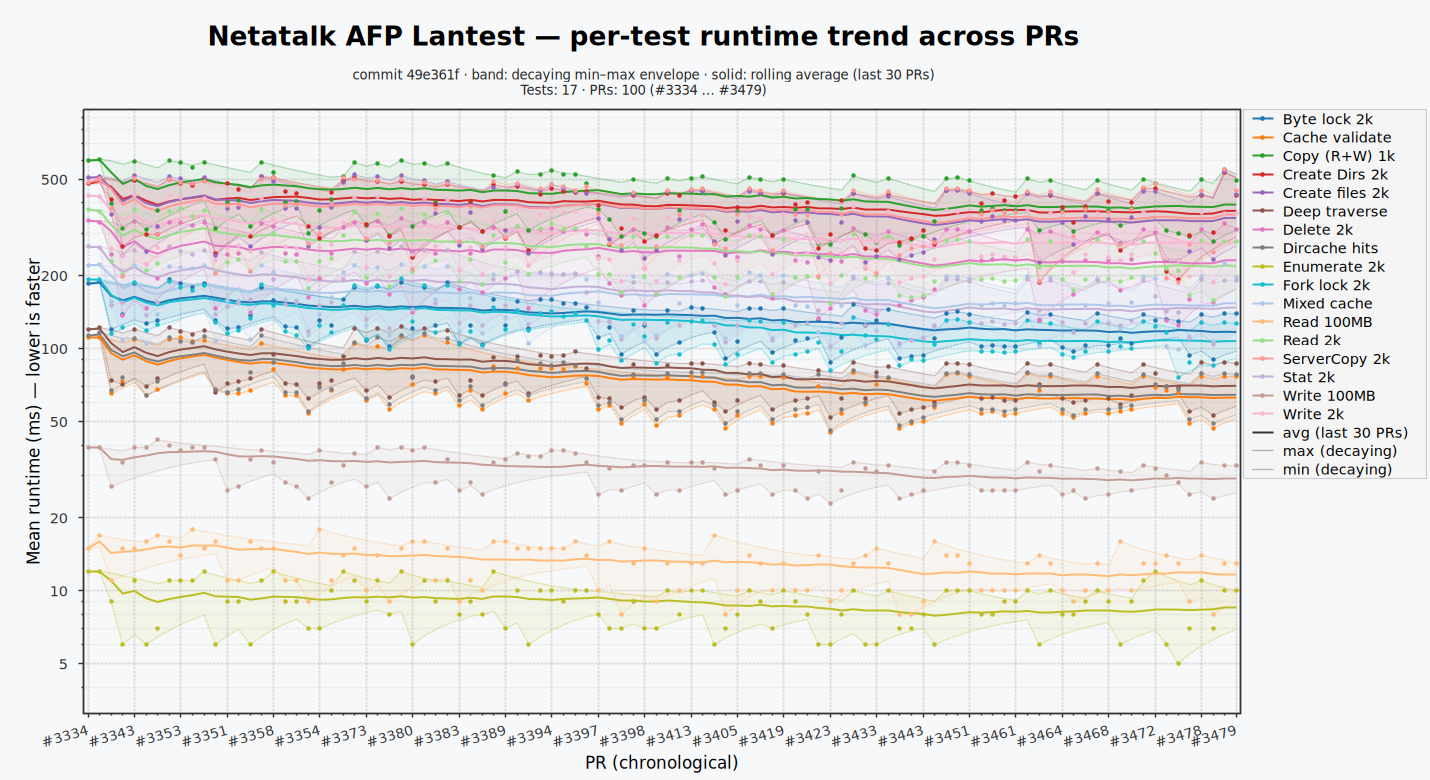 Netatalk AFP Lantest — per-test runtime trend across PRs
commit 49e361f · band: decaying min–max envelope · solid: rolling average (last 30 PRs)
Tests: 17 · PRs: 100 (#3334 ... #3479)
Mean runtime (ms) — lower is faster
500
200
100
50
20
10
5
#3334 #3343 #3353 #3351 #3358 #3354 #3373 #3380 #3383 #3389 #3394 #3397 #3398 #3413 #3405 #3419 #3423 #3433 #3443 #3451 #3461 #3464 #3468 #3472 #3478 #3479
PR (chronological)
Byte lock 2k
Cache validate
Copy (R+W) 1k
Create Dirs 2k
Create files 2k
Deep traverse
Delete 2k
Dircache hits
Enumerate 2k
Fork lock 2k
Mixed cache
Read 100MB
Read 2k
ServerCopy 2k
Stat 2k
Write 100MB
Write 2k
avg (last 30 PRs)
max (decaying)
min (decaying)